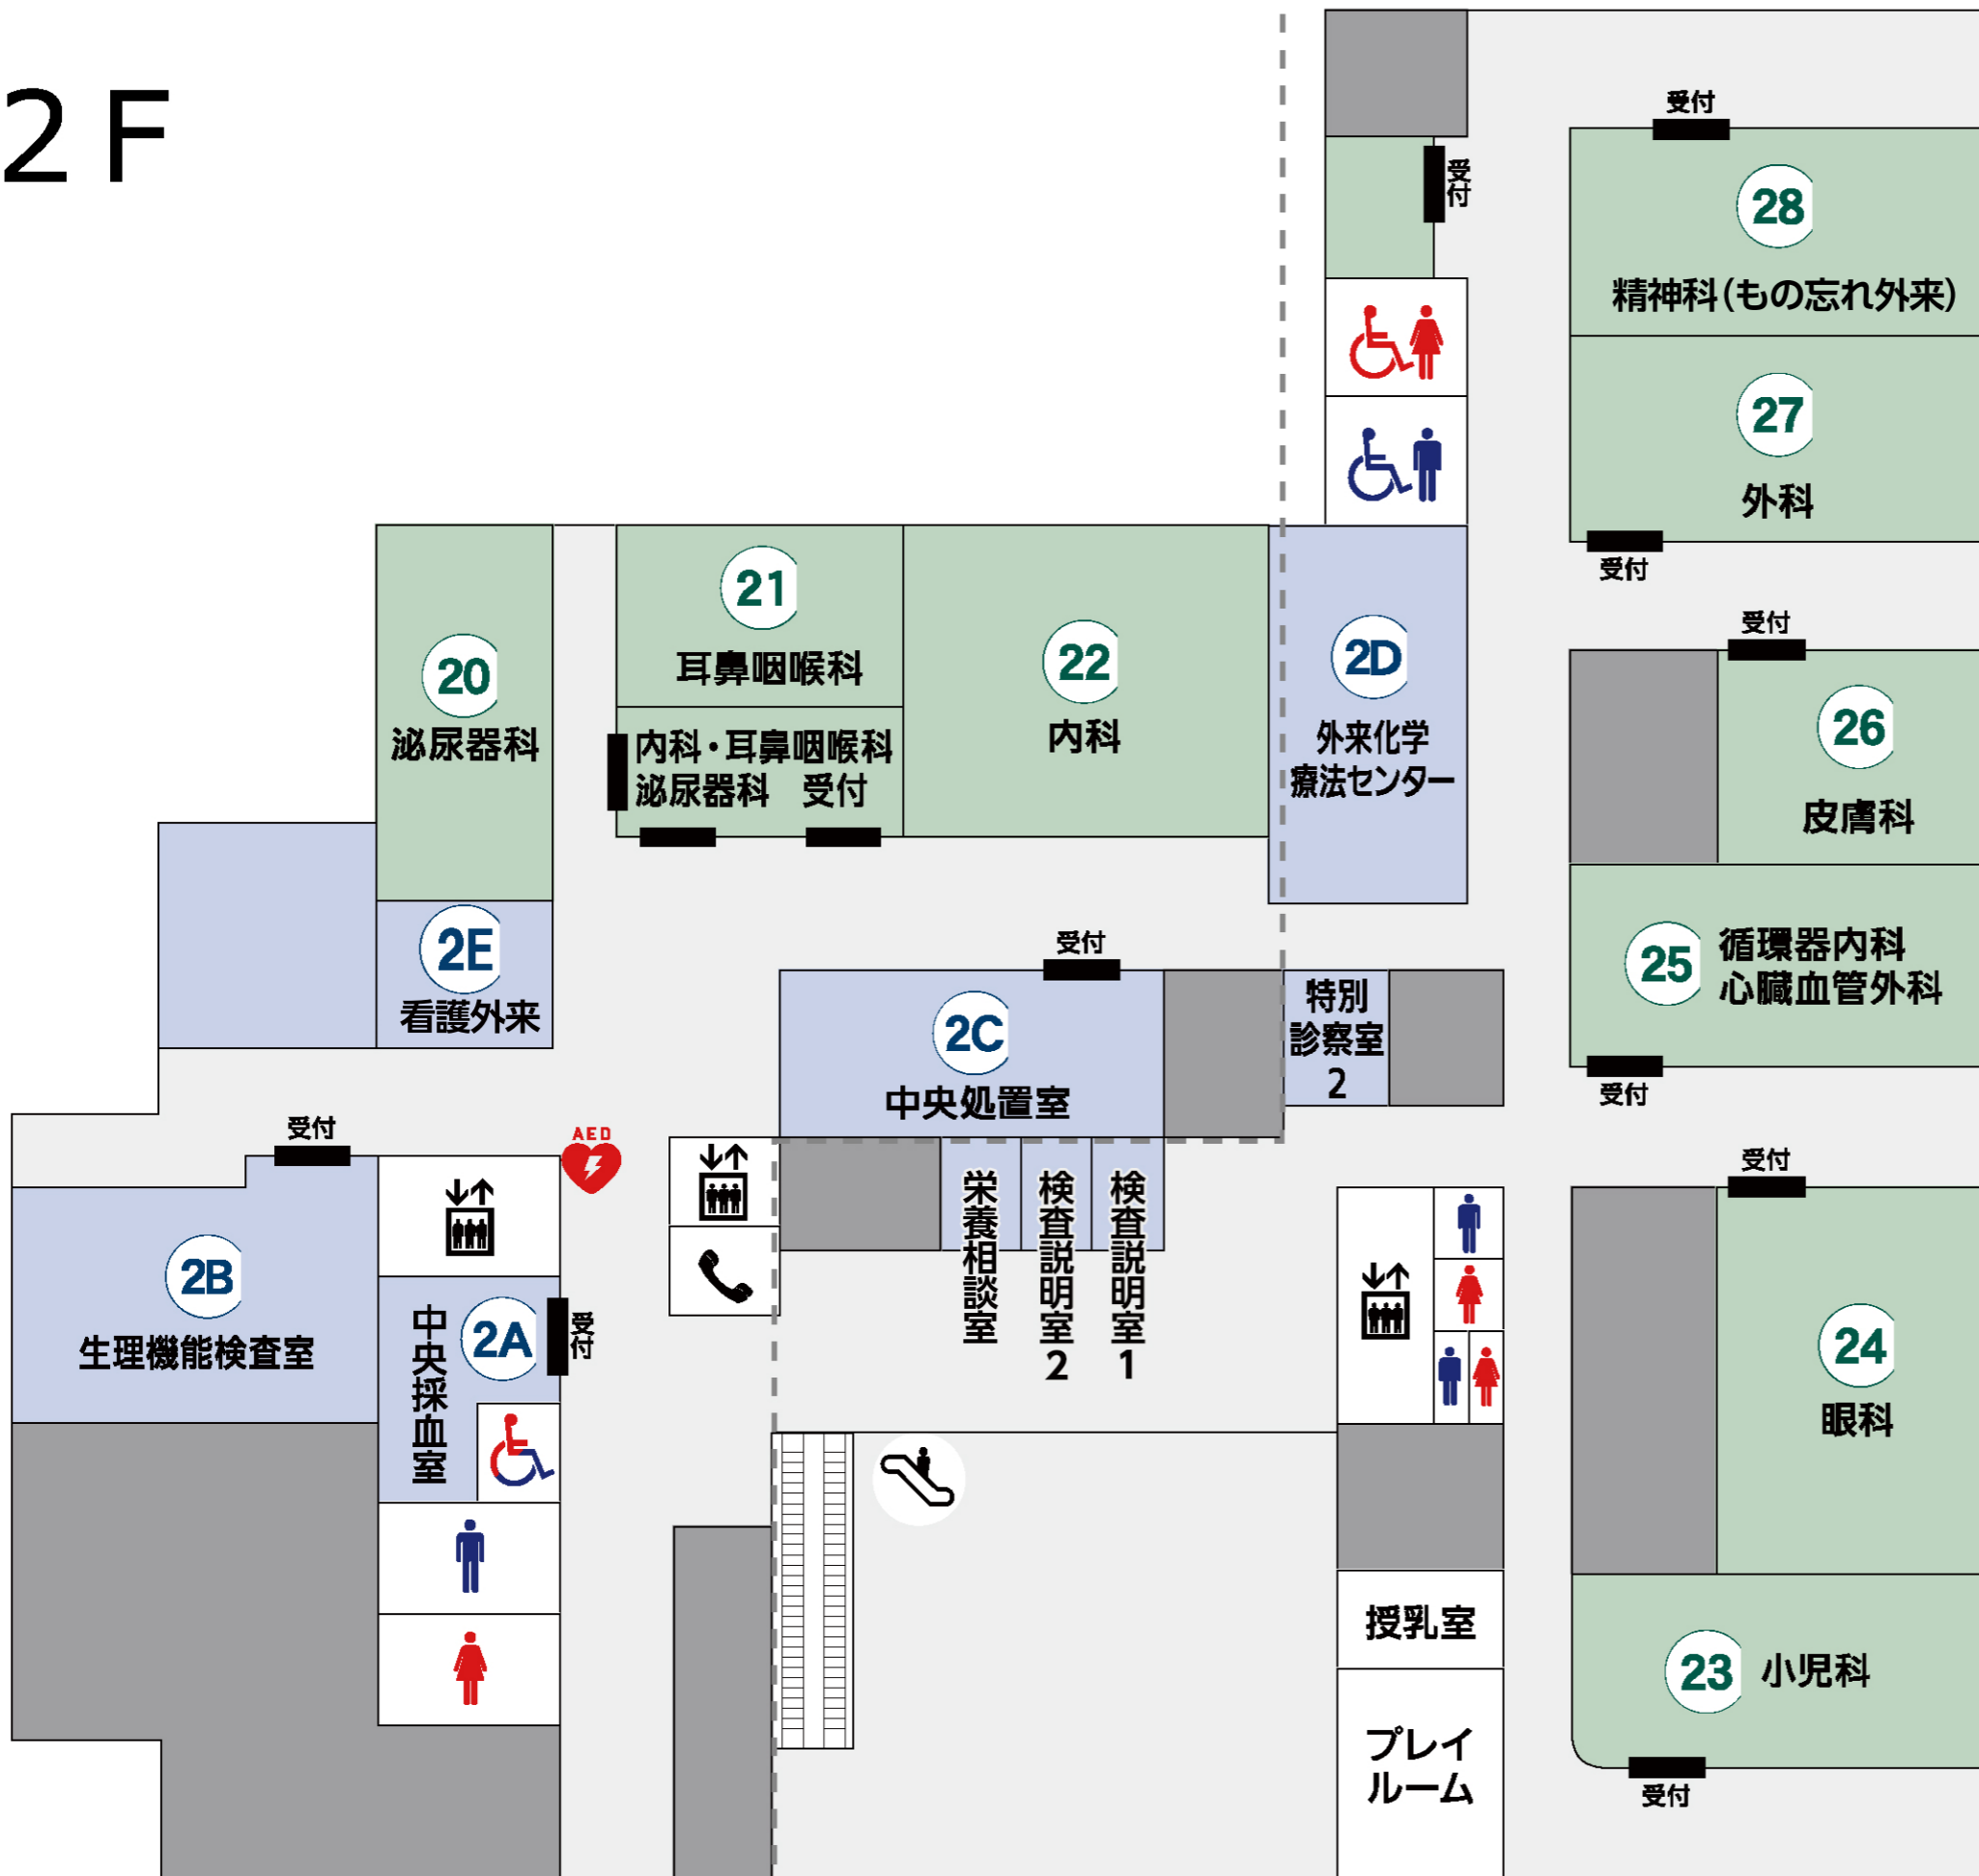 2F
受付
28
精神科(もの忘れ外来)
受付
27
外科
受付
20
泌尿器科
21
耳鼻咽喉科
内科・耳鼻咽喉科
泌尿器科 受付
22
内科
2D
外来化学
療法センター
受付
26
皮膚科
25
循環器内科
心臓血管外科
受付
2E
看護外来
受付
2C
中央処置室
特別
診察室
2
受付
AED
2B
生理機能検査室
2A
中央採血室
受付
栄養相談室
検査説明室2
検査説明室1
受付
24
眼科
授乳室
プレイ
ルーム
23
小児科
受付